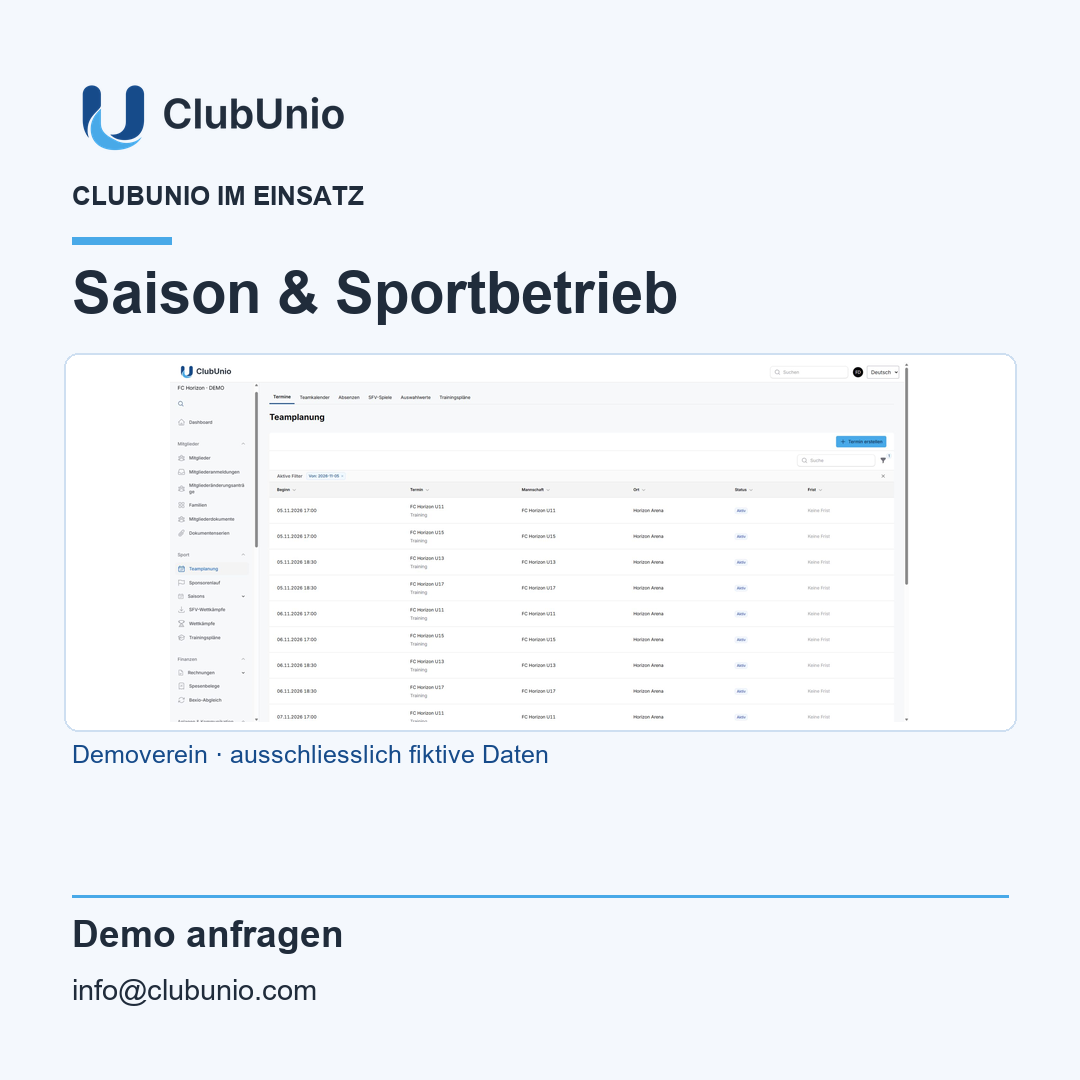 ClubUnio
CLUBUNIO IM EINSATZ
Saison & Sportbetrieb
ClubUnio
Suchen
FD
Deutsch
FC Horizon - DEMO
Dashboard
Mitglieder
Mitglieder
Mitgliederanmeldungen
Mitgliederänderungsanträ
ge
Familien
Mitgliederdokumente
Dokumentenserien
Sport
Teamplanung
Sponsorenlauf
Saisons
SFV-Wettkämpfe
Wettkämpfe
Trainingspläne
Finanzen
Rechnungen
Spesenbelege
Bexio-Abgleich
Termine Teamkalender Absenzen SFV-Spiele Auswahlwerte Trainingspläne
Teamplanung
+ Termin erstellen
Suche
Aktive Filter Von: 2026-11-05
Beginn Termin Mannschaft Ort Status Frist
05.11.2026 17:00 FC Horizon U11 Training FC Horizon U11 Horizon Arena Aktiv Keine Frist
05.11.2026 17:00 FC Horizon U15 Training FC Horizon U15 Horizon Arena Aktiv Keine Frist
05.11.2026 18:30 FC Horizon U13 Training FC Horizon U13 Horizon Arena Aktiv Keine Frist
05.11.2026 18:30 FC Horizon U17 Training FC Horizon U17 Horizon Arena Aktiv Keine Frist
06.11.2026 17:00 FC Horizon U11 Training FC Horizon U11 Horizon Arena Aktiv Keine Frist
06.11.2026 17:00 FC Horizon U15 Training FC Horizon U15 Horizon Arena Aktiv Keine Frist
06.11.2026 18:30 FC Horizon U13 Training FC Horizon U13 Horizon Arena Aktiv Keine Frist
06.11.2026 18:30 FC Horizon U17 Training FC Horizon U17 Horizon Arena Aktiv Keine Frist
07.11.2026 17:00 FC Horizon U11 Training FC Horizon U11 Horizon Arena Aktiv Keine Frist
Demoverein · ausschliesslich fiktive Daten
Demo anfragen
info@clubunio.com